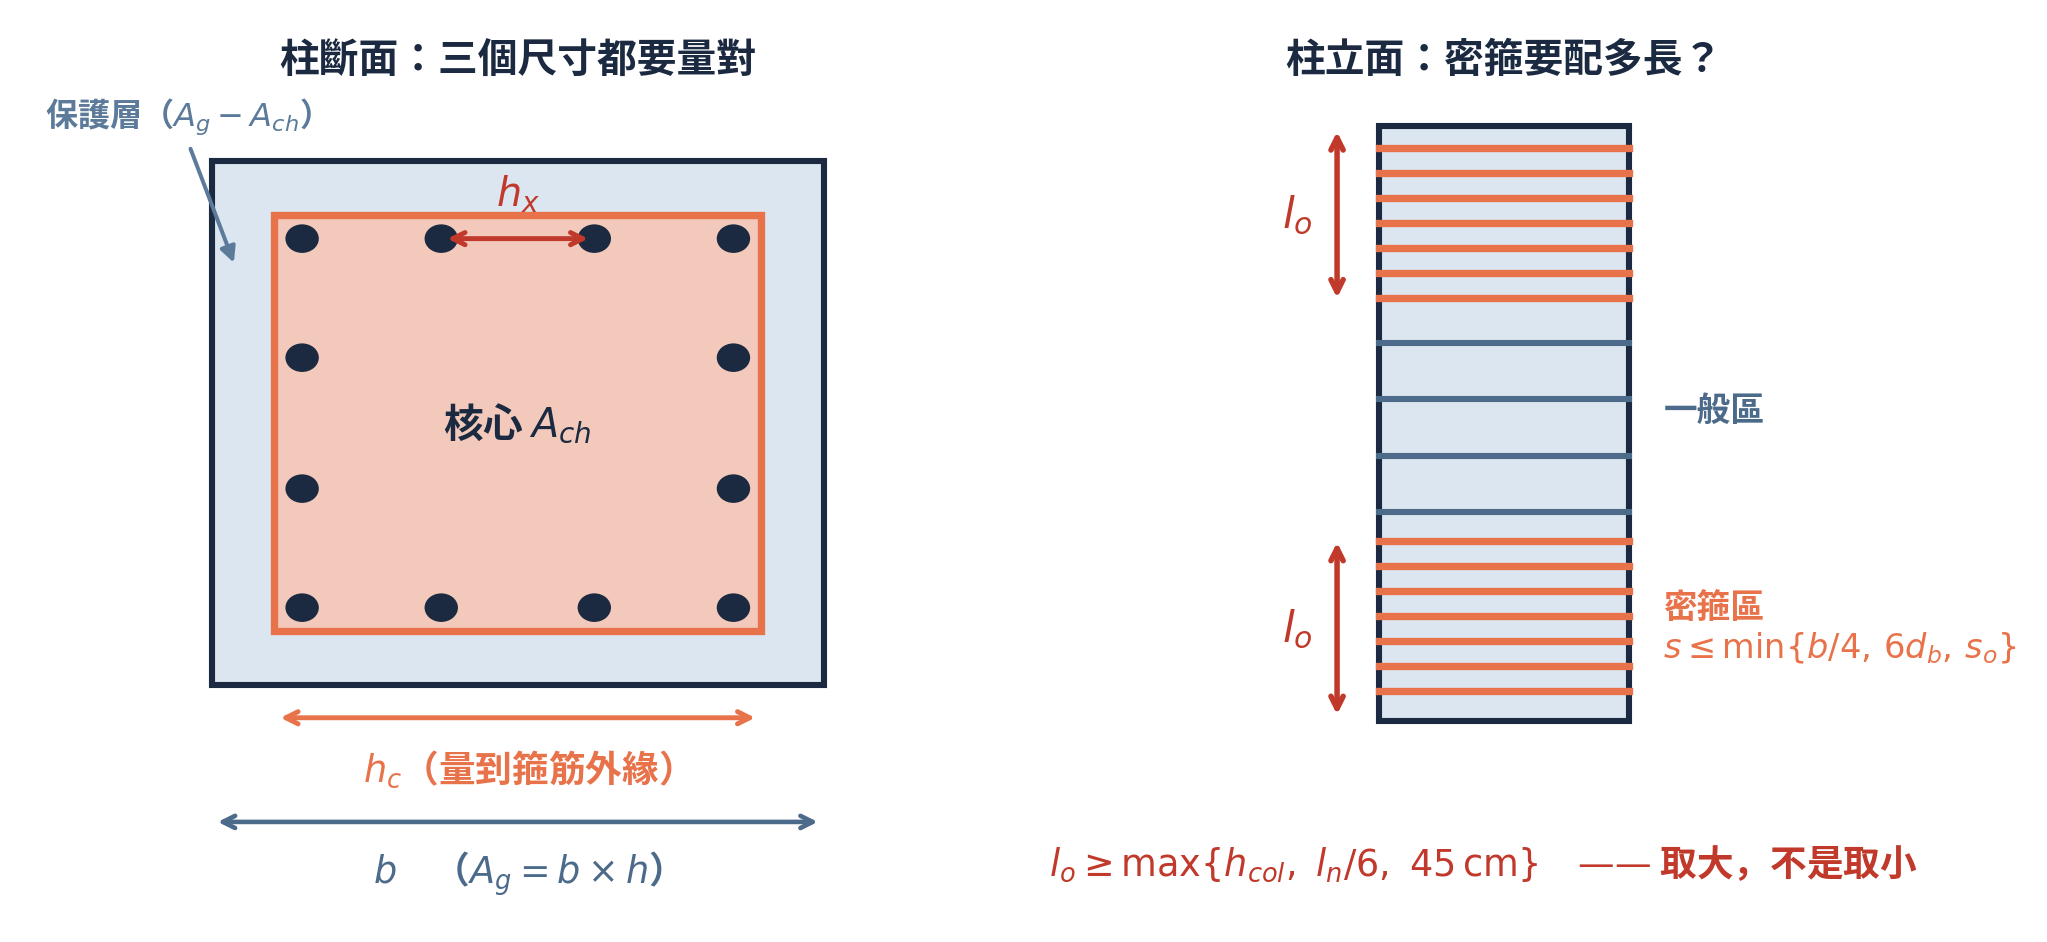 柱斷面：三個尺寸都要量對
保護層（A_g − A_ch）
h_x
核心 A_ch
h_c（量到箍筋外緣）
b （A_g = b × h）
柱立面：密箍要配多長？
l_o
一般區
l_o
密箍區
s ≤ min{b/4, 6d_b, s_o}
l_o ≥ max{h_col, l_n/6, 45 cm} —— 取大，不是取小